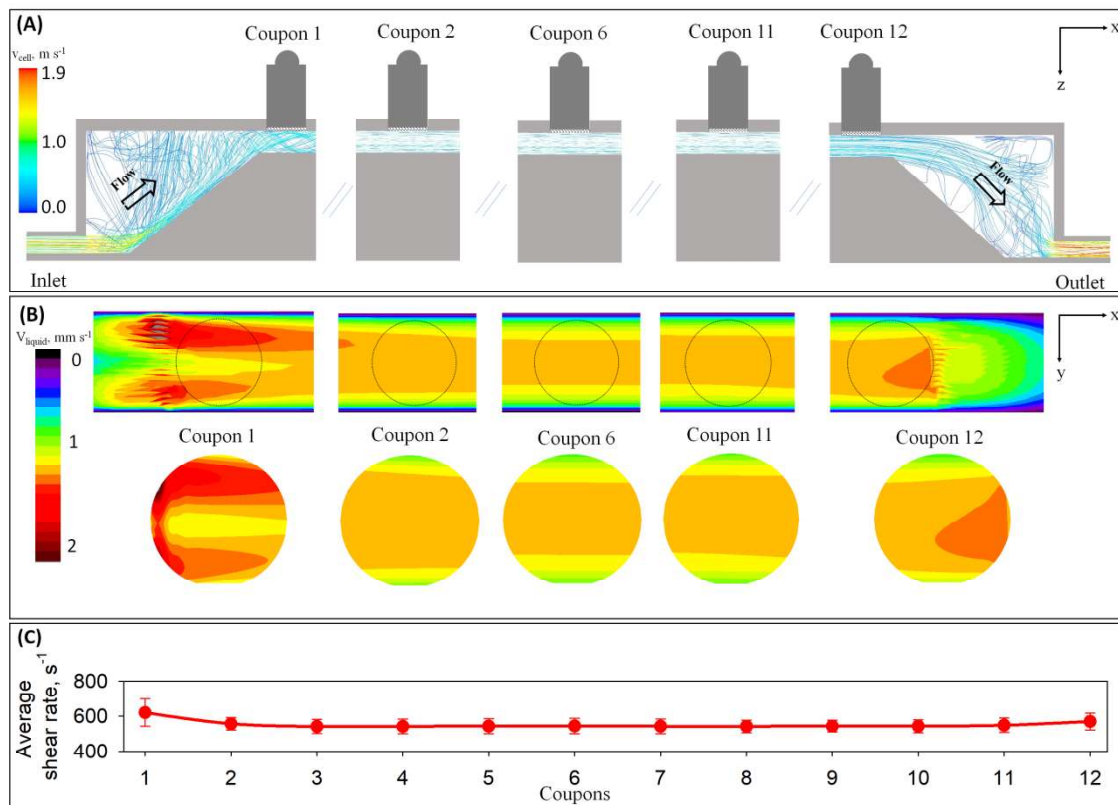 (A)
Coupon 1
Coupon 2
Coupon 6
Coupon 11
Coupon 12
x
z
vcell, m s-1
1.9
1.0
0.0
Flow
Flow
Inlet
Outlet
(B)
Vliquid, mm s-1
0
1
2
x
y
Coupon 1
Coupon 2
Coupon 6
Coupon 11
Coupon 12
(C)
Average
shear rate, s-1
800
600
400
1 2 3 4 5 6 7 8 9 10 11 12
Coupons